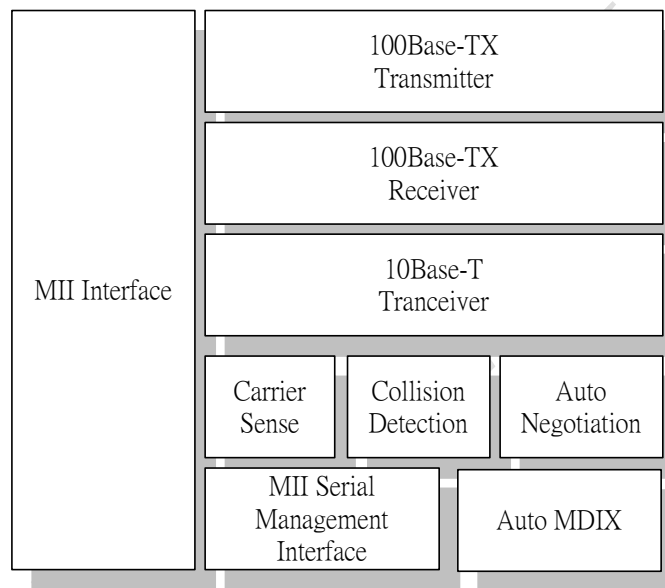 100Base-TX
Transmitter
100Base-TX
Receiver
MII Interface
10Base-T
Tranceiver
Carrier
Sense
Collision
Detection
Auto
Negotiation
MII Serial
Management
Interface
Auto MDIX